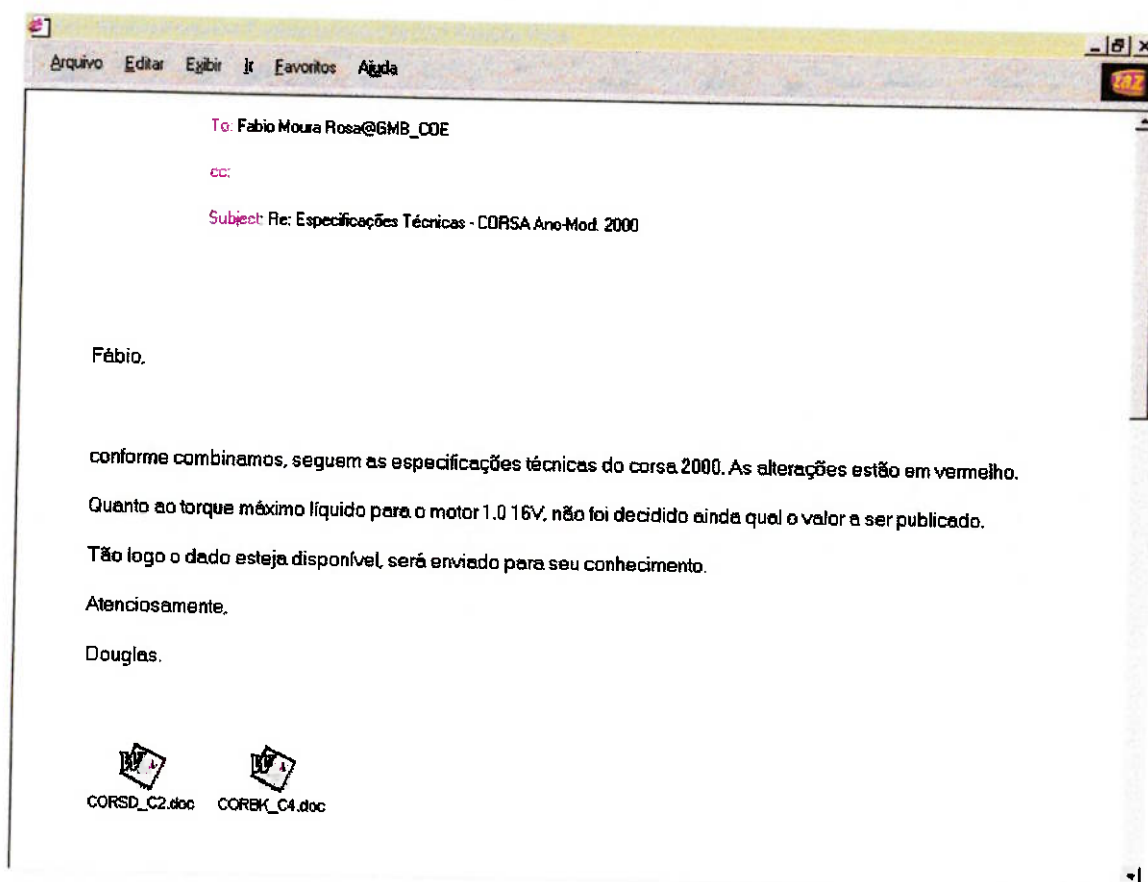 Arquivo Editar Exibir Ir Favoritos Ajuda
To: Fabio Moura Rosa@GMB_COE
cc:
Subject: Re: Especificações Técnicas - CORSA Ano-Mod. 2000
Fábio,
conforme combinamos, seguem as especificações técnicas do corsa 2000. As alterações estão em vermelho.
Quanto ao torque máximo líquido para o motor 1.0 16V, não foi decidido ainda qual o valor a ser publicado.
Tão logo o dado esteja disponível, será enviado para seu conhecimento.
Atenciosamente,
Douglas.
CORSD_C2.doc CORBK_C4.doc